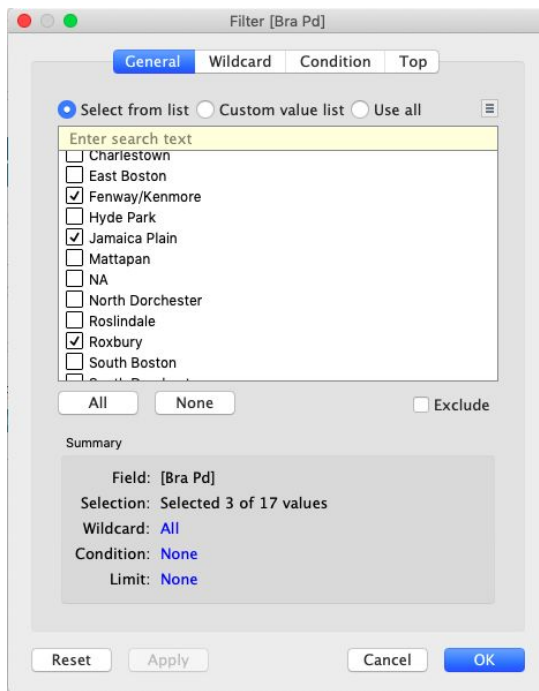 Filter [Bra Pd]
General Wildcard Condition Top
Select from list Custom value list Use all
Enter search text
Charlestown
East Boston
Fenway/Kenmore
Hyde Park
Jamaica Plain
Mattapan
NA
North Dorchester
Roslindale
Roxbury
South Boston
All None Exclude
Summary
Field: [Bra Pd]
Selection: Selected 3 of 17 values
Wildcard: All
Condition: None
Limit: None
Reset Apply Cancel OK